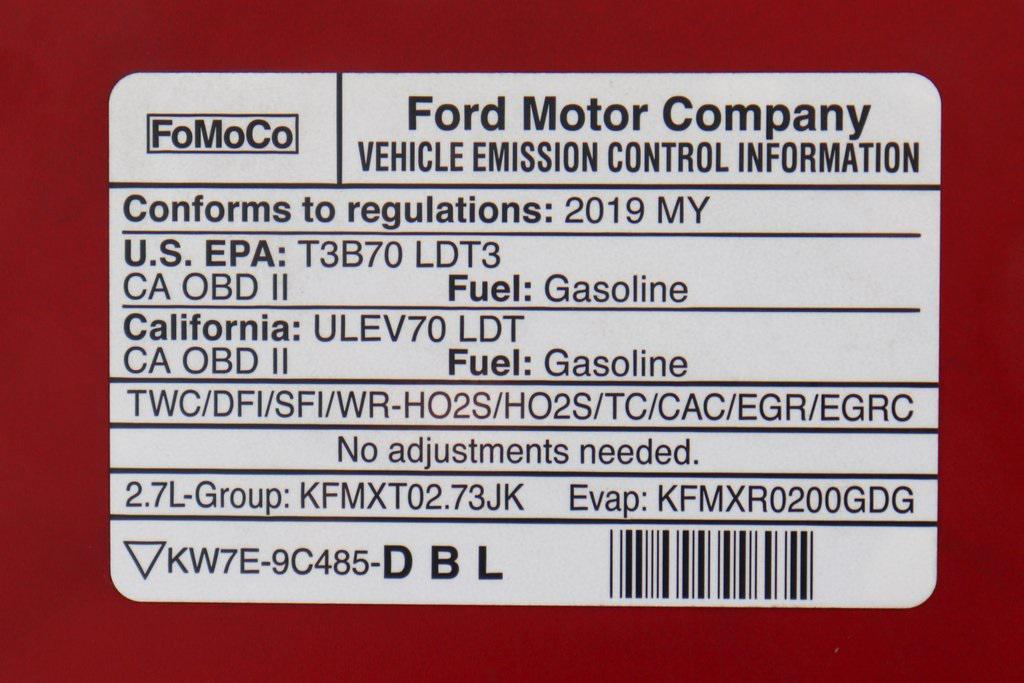 FoMoCo
Ford Motor Company
VEHICLE EMISSION CONTROL INFORMATION
Conforms to regulations: 2019 MY
U.S. EPA: T3B70 LDT3
CA OBD II Fuel: Gasoline
California: ULEV70 LDT
CA OBD II Fuel: Gasoline
TWC/DFI/SFI/WR-HO2S/HO2S/TC/CAC/EGR/EGRC
No adjustments needed.
2.7L-Group: KFMXT02.73JK Evap: KFMXR0200GDG
▽KW7E-9C485-D B L